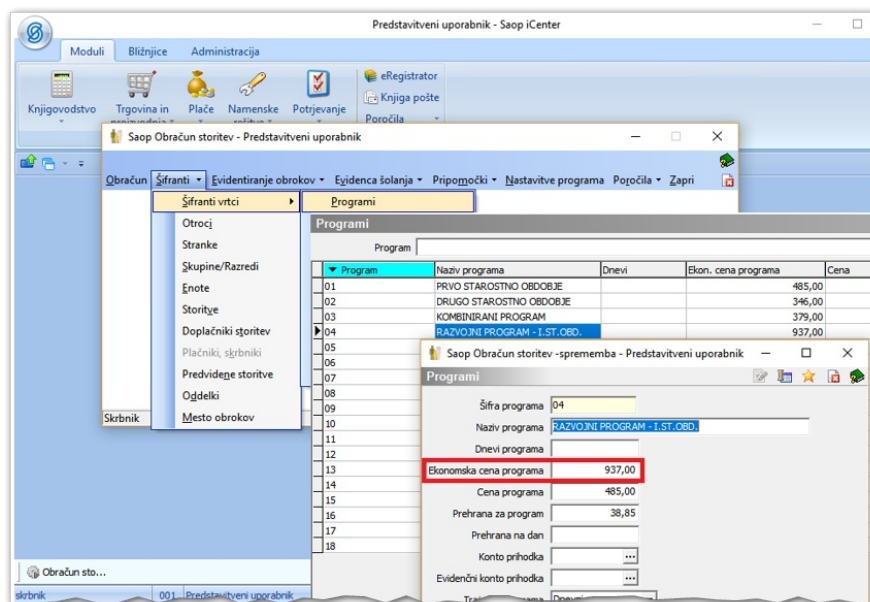 Predstavitveni uporabnik - Saop iCenter
Moduli Bližnjice Administracija
eRegistrator
Knjiga pošte
Knjigovodstvo Trgovina in Plače Namenske Potrjevanje
Poročila
Saop Obračun storitev - Predstavitveni uporabnik
Obračun Šifranti Evidentiranje obrokov Evidenca šolanja Pripomočki Nastavitve programa Poročila Zapri
Šifranti vrtci Programi
Otroci
Stranke
Skupine/Razredi
Enote
Storitve
Doplačniki storitev
Plačniki, skrbniki
Predvidene storitve
Oddelki
Mesto obrokov
Skrbnik
Programi
Program
Program Naziv programa Dnevi Ekon. cena programa Cena
01 PRVO STAROSTNO OBDOBJE 485,00
02 DRUGO STAROSTNO OBDOBJE 346,00
03 KOMBINIRANI PROGRAM 379,00
04 RAZVOJNI PROGRAM - I.ST.OBD. 937,00
05
06
07
08
09
10
11
12
13
14
15
16
17
18
Saop Obračun storitev -sprememba - Predstavitveni uporabnik
Programi
Šifra programa 04
Naziv programa RAZVOJNI PROGRAM - I.ST.OBD.
Dnevi programa
Ekonomska cena programa 937,00
Cena programa 485,00
Prehrana za program 38,85
Prehrana na dan
Konto prihodka ...
Evidenčni konto prihodka ...
Obračun sto...
skrbnik 001 Predstavitveni uporabnik